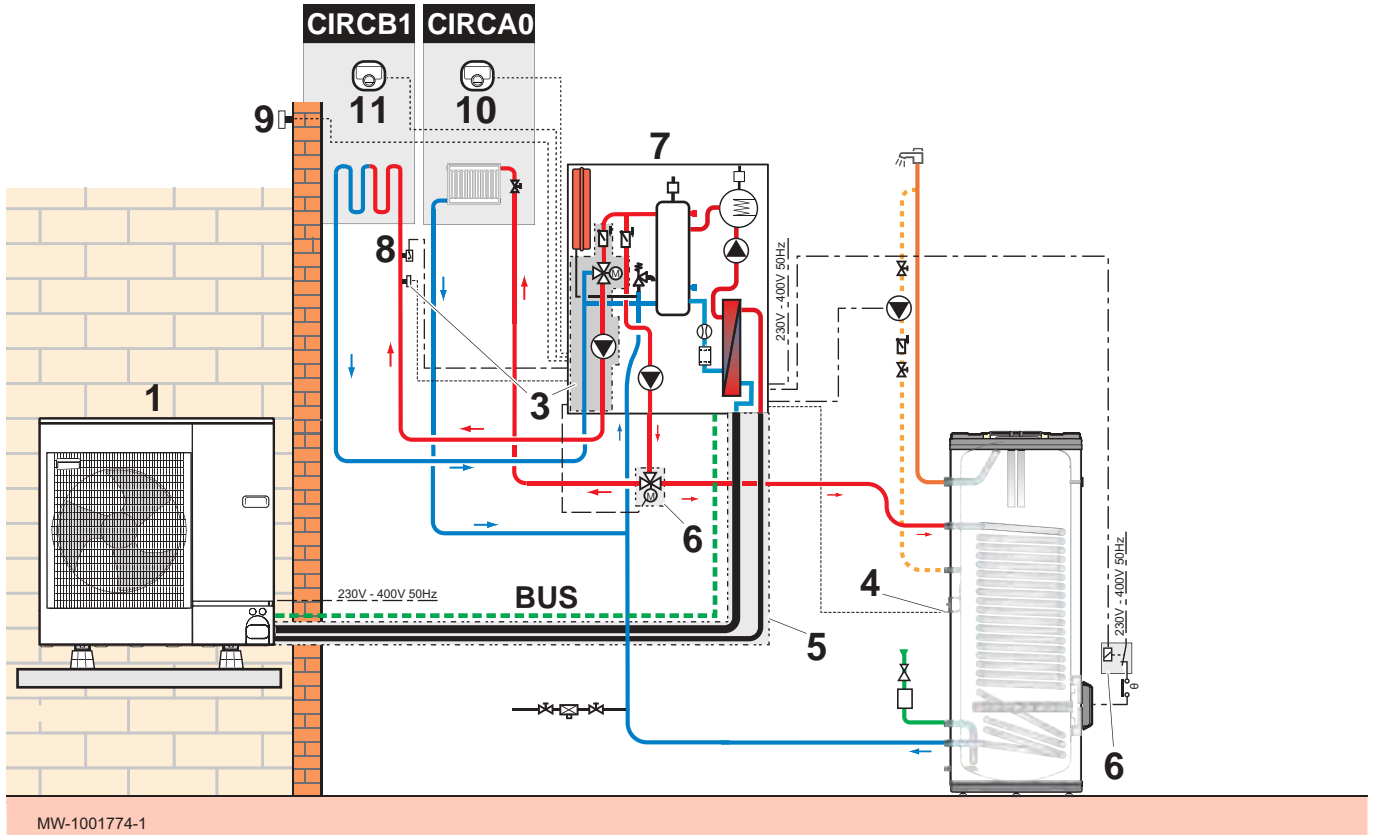 CIRCB1 CIRCA0
11 10
9
7
8
M
230V - 400V 50Hz
1
3
M
6
230V - 400V 50Hz
BUS
4
5
230V - 400V 50Hz
θ
6
MW-1001774-1